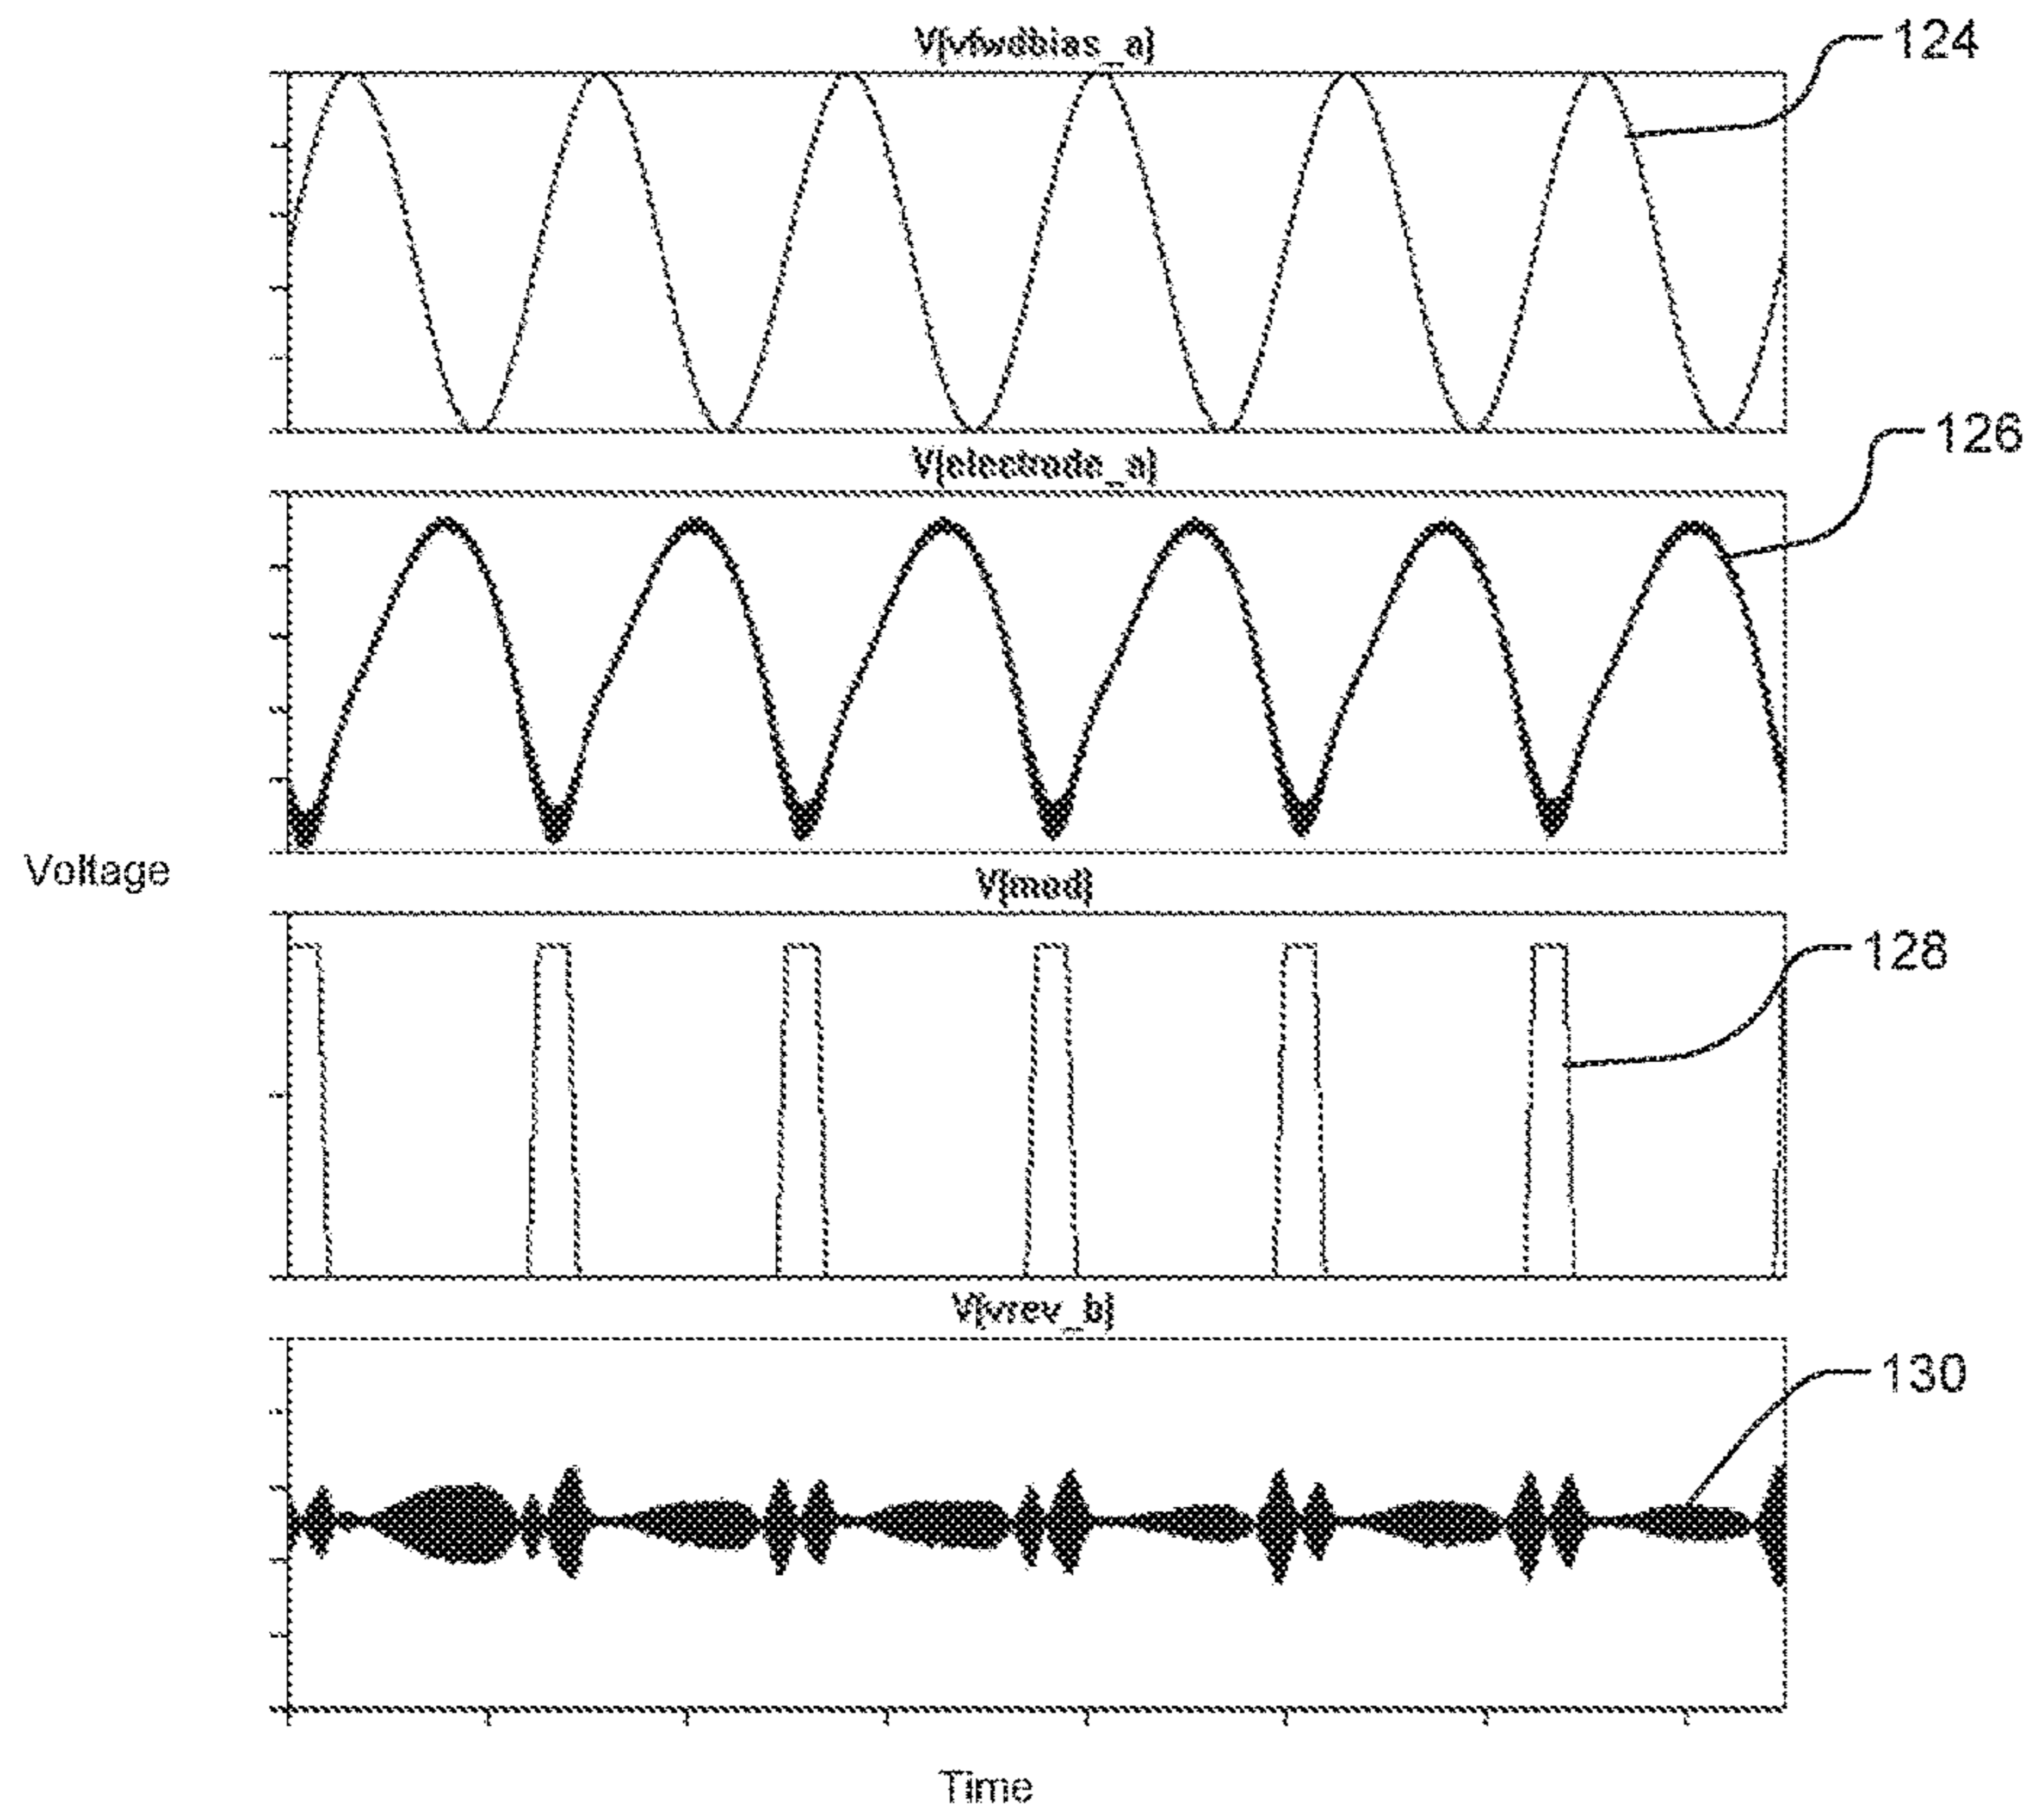 V[vfwdbias_a]
124
V[electrode_a]
126
Voltage
V[mod]
128
V[vrev_b]
130
Time